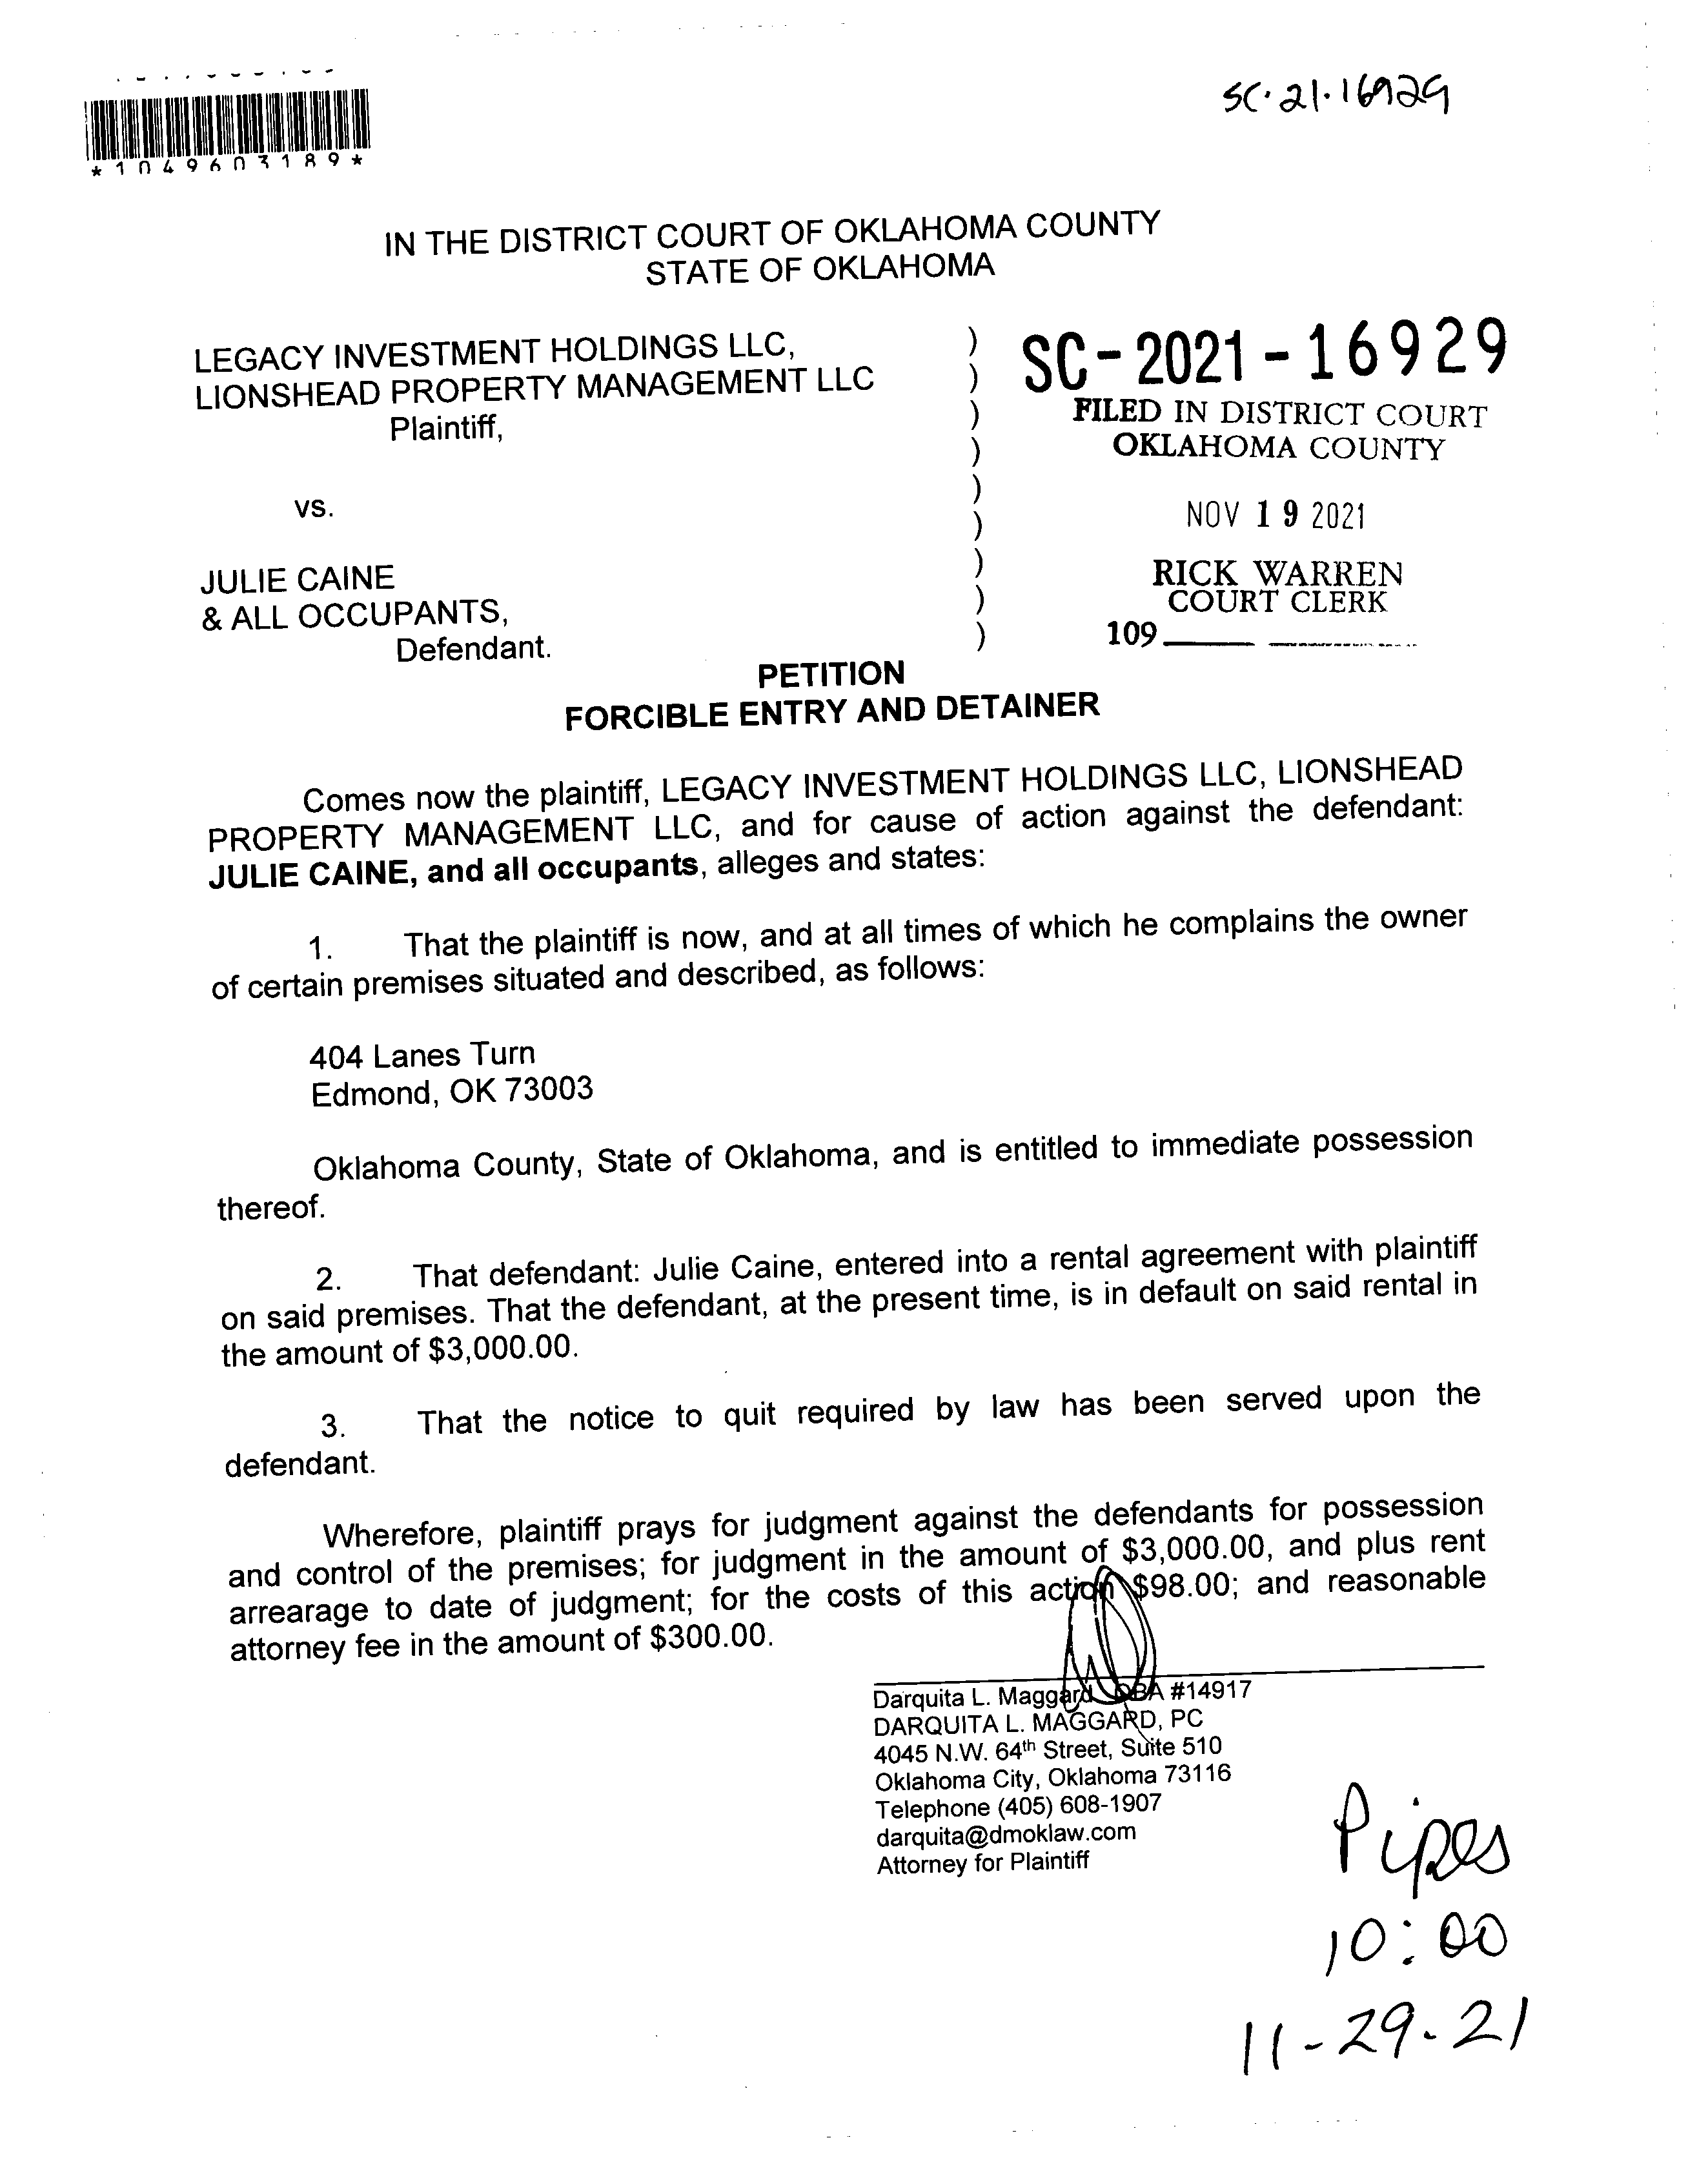 SC·21·16929
*1049603189*
IN THE DISTRICT COURT OF OKLAHOMA COUNTY
STATE OF OKLAHOMA
LEGACY INVESTMENT HOLDINGS LLC,
LIONSHEAD PROPERTY MANAGEMENT LLC
Plaintiff,
vs.
JULIE CAINE
& ALL OCCUPANTS,
Defendant.
)
)
)
)
)
)
)
)
)
SC-2021-16929
FILED IN DISTRICT COURT
OKLAHOMA COUNTY
NOV 19 2021
RICK WARREN
COURT CLERK
109
PETITION
FORCIBLE ENTRY AND DETAINER
Comes now the plaintiff, LEGACY INVESTMENT HOLDINGS LLC, LIONSHEAD
PROPERTY MANAGEMENT LLC, and for cause of action against the defendant:
JULIE CAINE, and all occupants, alleges and states:
1. That the plaintiff is now, and at all times of which he complains the owner
of certain premises situated and described, as follows:
404 Lanes Turn
Edmond, OK 73003
Oklahoma County, State of Oklahoma, and is entitled to immediate possession
thereof.
2. That defendant: Julie Caine, entered into a rental agreement with plaintiff
on said premises. That the defendant, at the present time, is in default on said rental in
the amount of $3,000.00.
3. That the notice to quit required by law has been served upon the
defendant.
Wherefore, plaintiff prays for judgment against the defendants for possession
and control of the premises; for judgment in the amount of $3,000.00, and plus rent
arrearage to date of judgment; for the costs of this action $98.00; and reasonable
attorney fee in the amount of $300.00.
Darquita L. Maggard OBA #14917
DARQUITA L. MAGGARD, PC
4045 N.W. 64th Street, Suite 510
Oklahoma City, Oklahoma 73116
Telephone (405) 608-1907
darquita@dmoklaw.com
Attorney for Plaintiff
Pipes
10:00
11-29-21